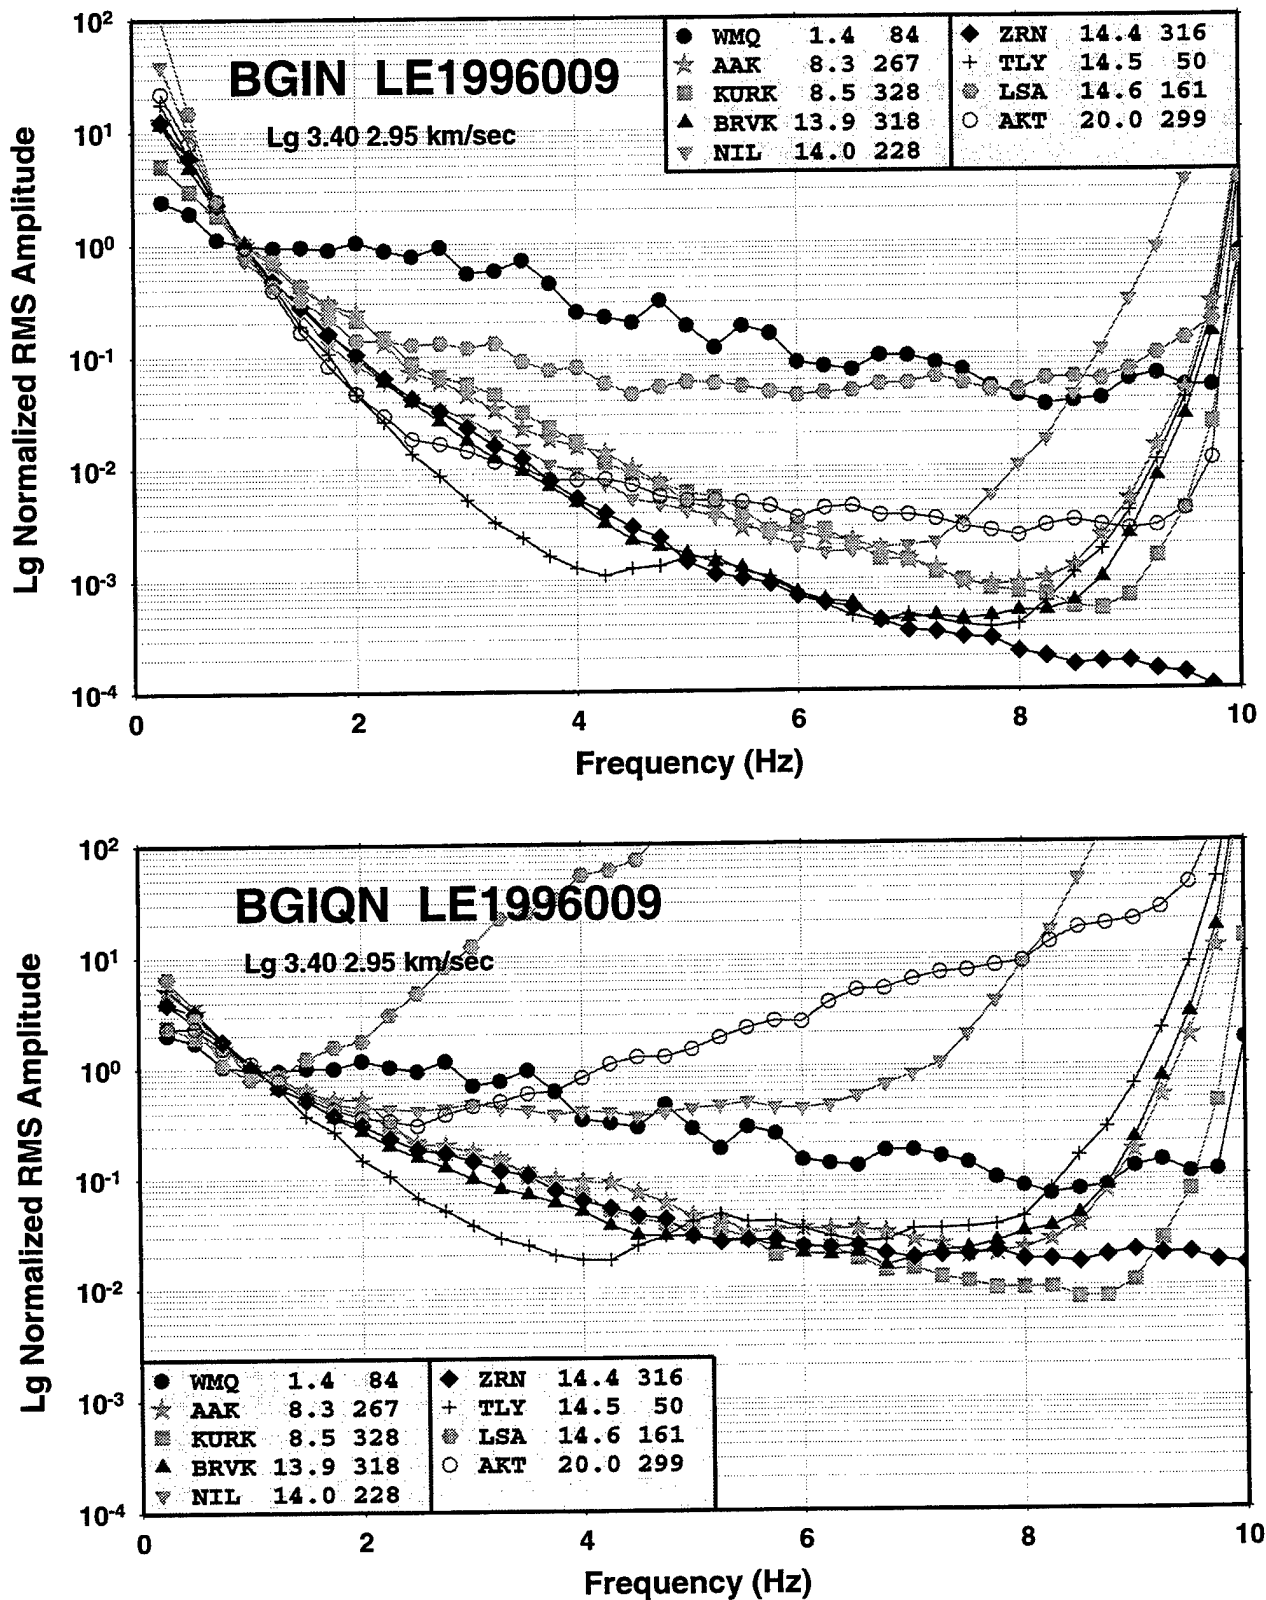 BGIN LE1996009
Lg 3.40 2.95 km/sec
WMQ 1.4 84
AAK 8.3 267
KURK 8.5 328
BRVK 13.9 318
NIL 14.0 228
ZRN 14.4 316
TLY 14.5 50
LSA 14.6 161
AKT 20.0 299
Lg Normalized RMS Amplitude
10²
10¹
10⁰
10⁻¹
10⁻²
10⁻³
10⁻⁴
0 2 4 6 8 10
Frequency (Hz)
BGIQN LE1996009
Lg 3.40 2.95 km/sec
Lg Normalized RMS Amplitude
10²
10¹
10⁰
10⁻¹
10⁻²
10⁻³
10⁻⁴
WMQ 1.4 84
AAK 8.3 267
KURK 8.5 328
BRVK 13.9 318
NIL 14.0 228
ZRN 14.4 316
TLY 14.5 50
LSA 14.6 161
AKT 20.0 299
0 2 4 6 8 10
Frequency (Hz)